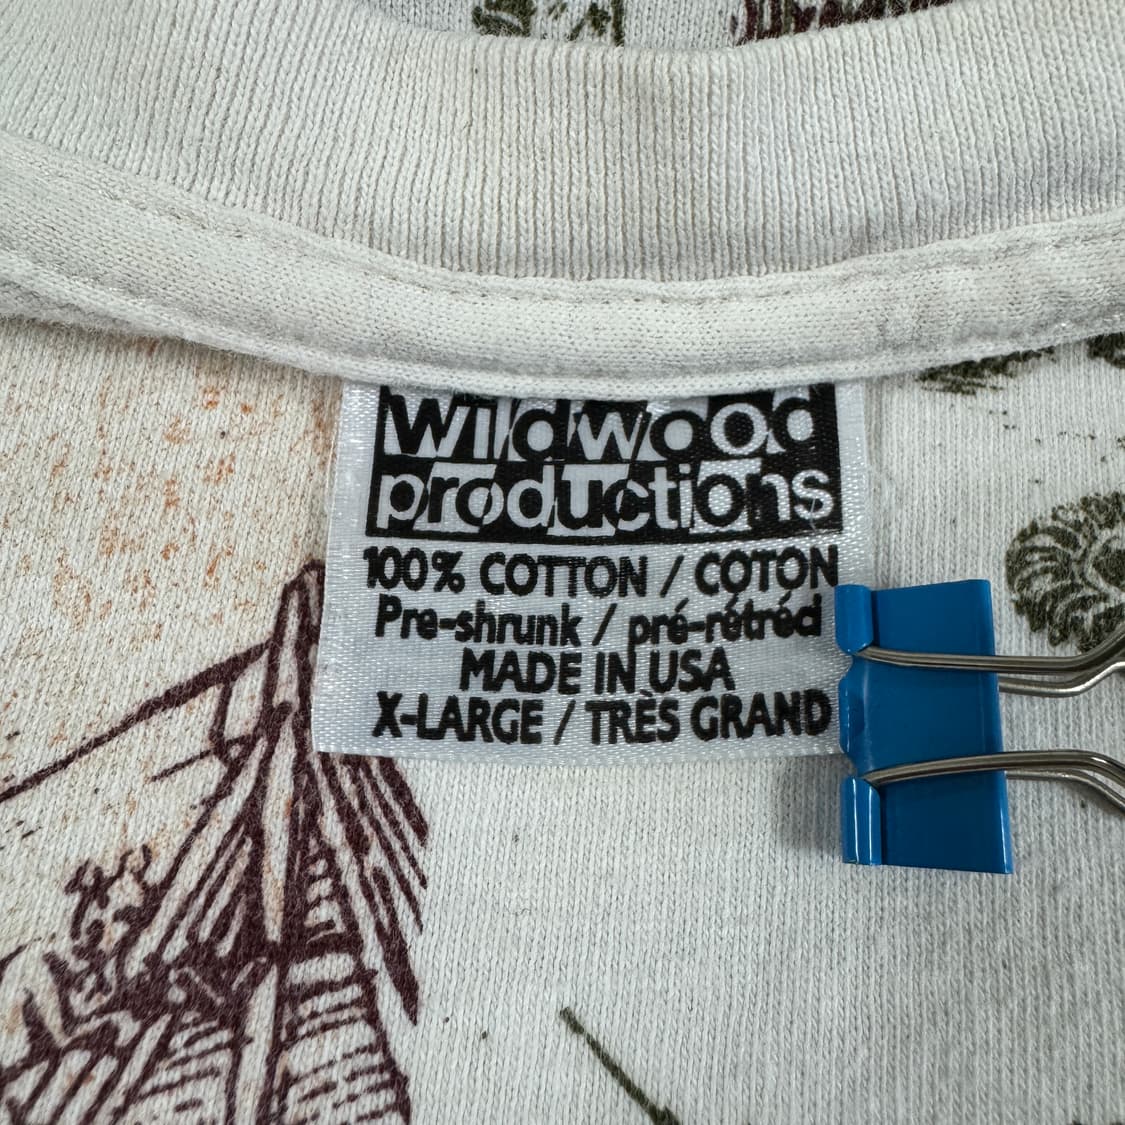 wildwood
productions
100% COTTON / COTON
Pre-shrunk / pré-rétréd
MADE IN USA
X-LARGE / TRÈS GRAND